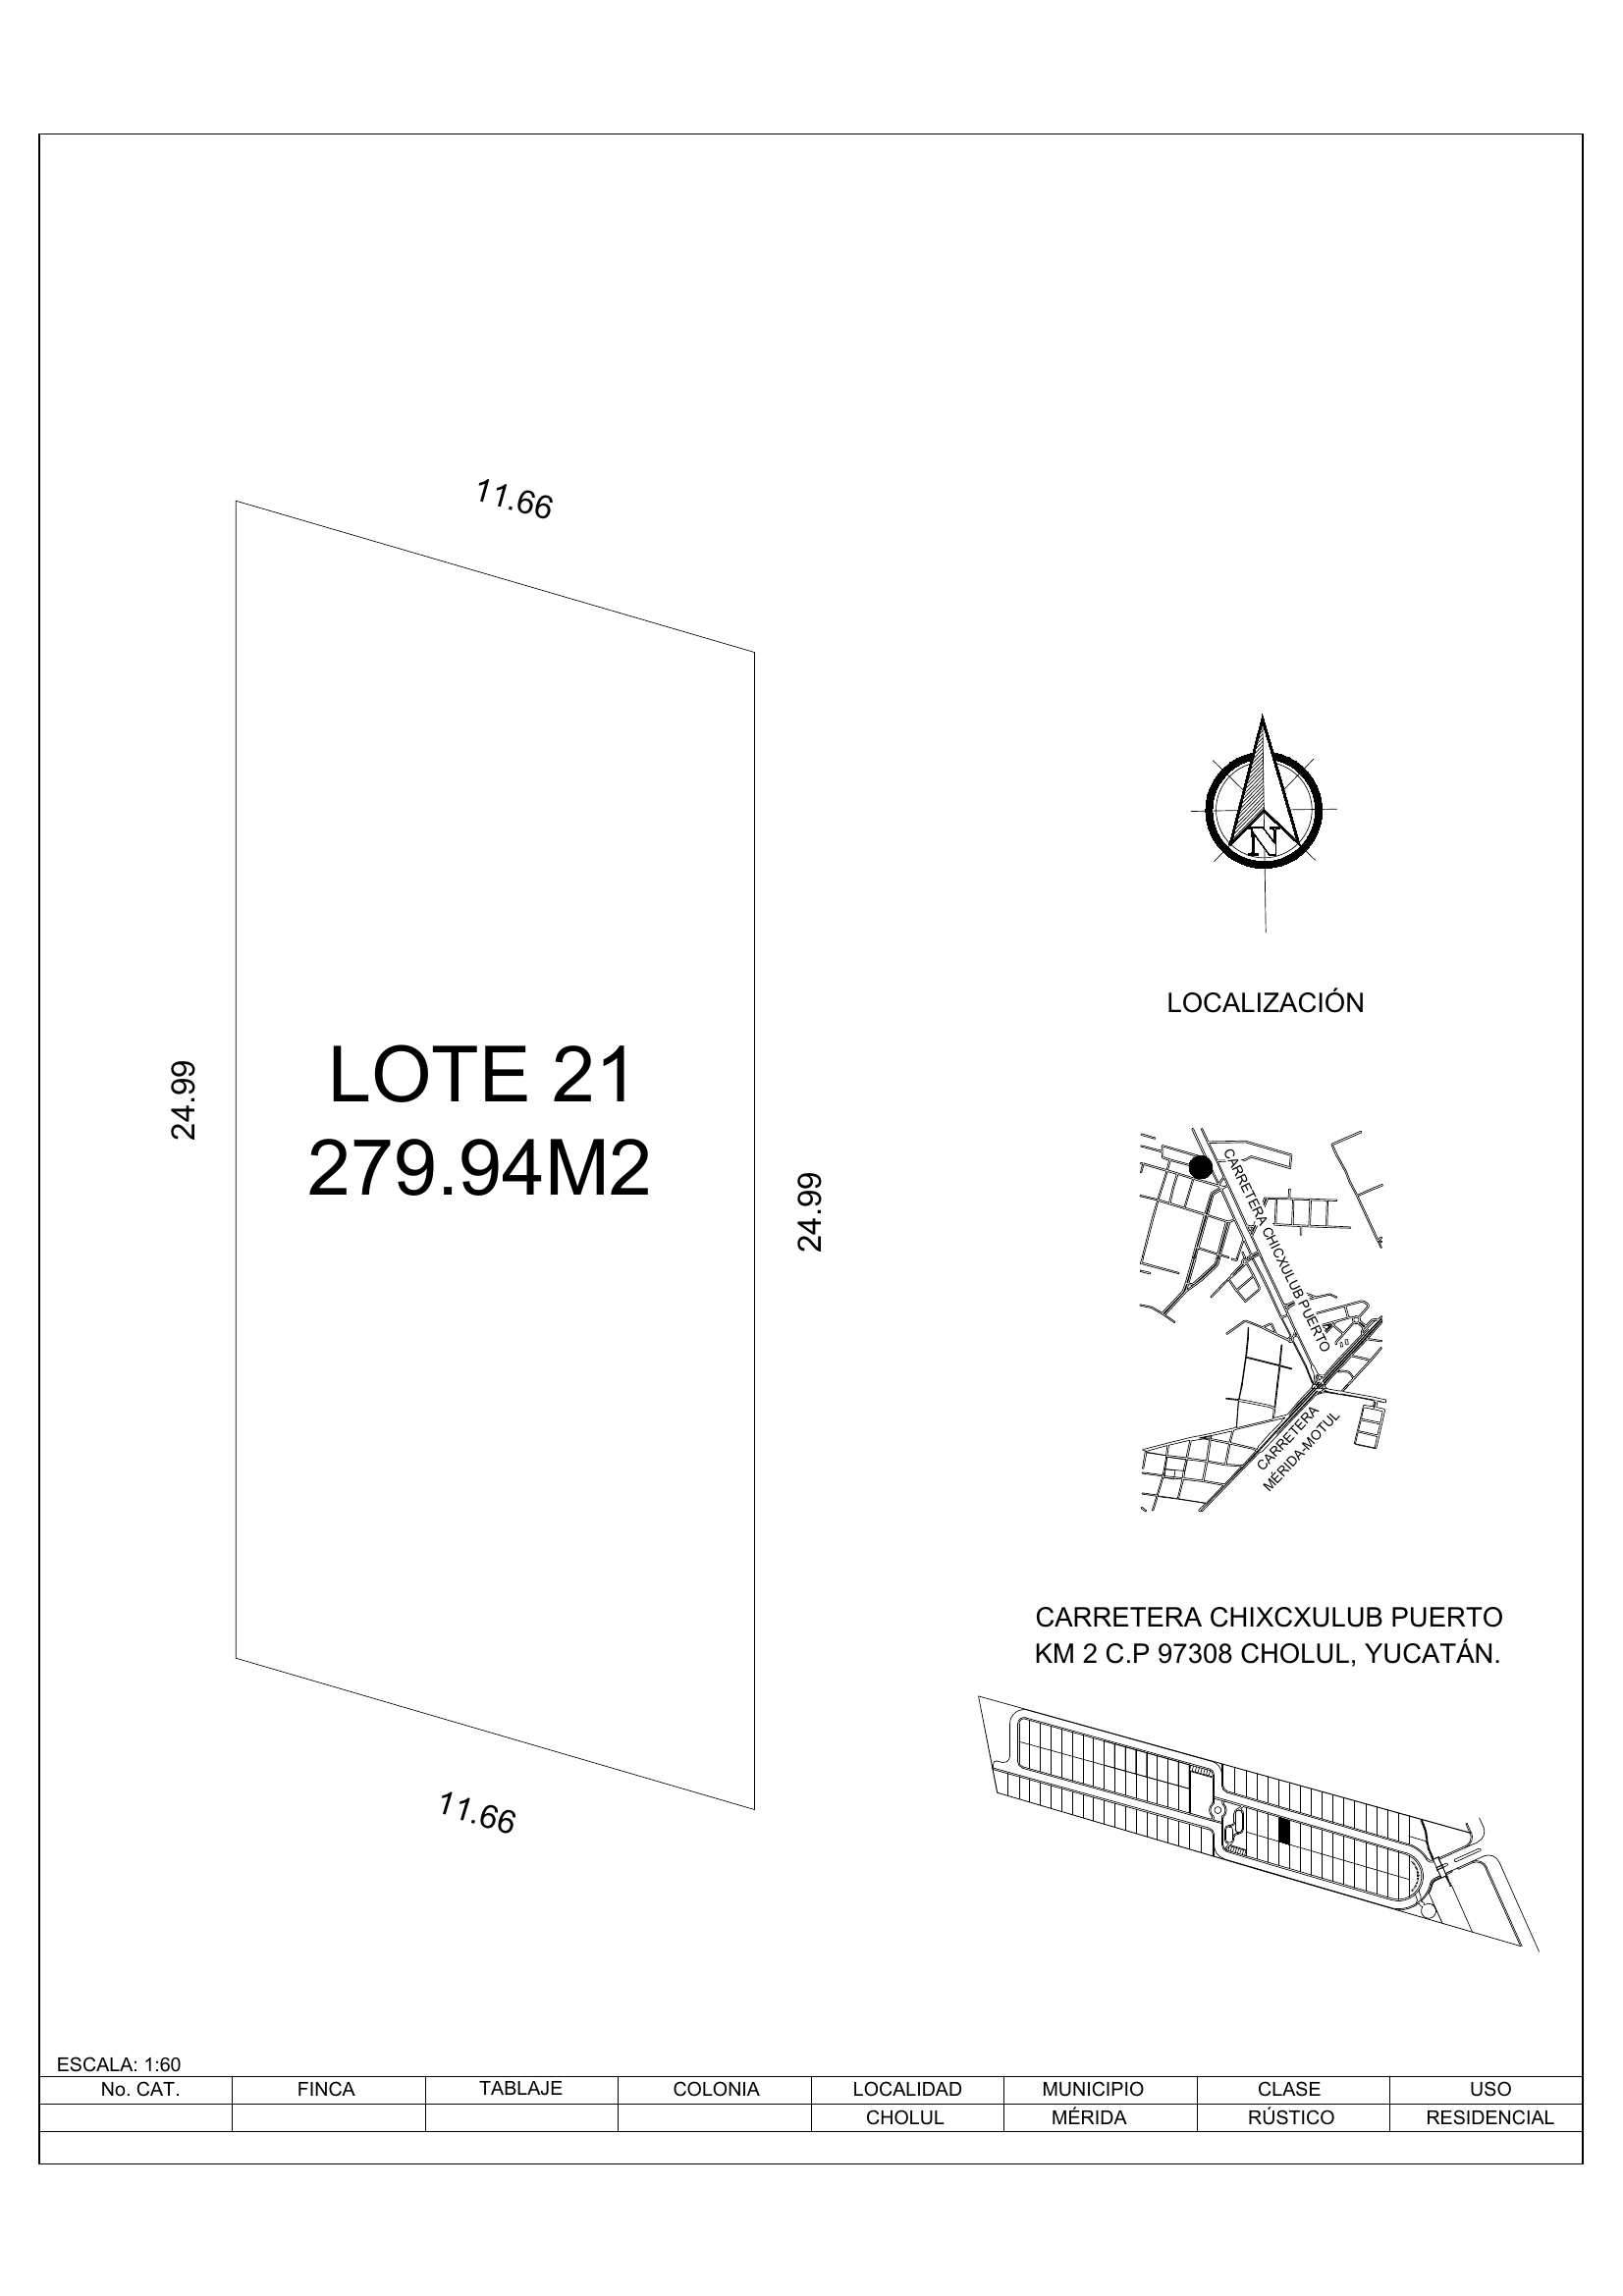 11.66
24.99
LOTE 21
279.94M2
24.99
11.66
N
LOCALIZACIÓN
CARRETERA CHICXULUB PUERTO
CARRETERA
MÉRIDA-MOTUL
CARRETERA CHIXCXULUB PUERTO
KM 2 C.P 97308 CHOLUL, YUCATÁN.
ESCALA: 1:60
No. CAT. FINCA TABLAJE COLONIA LOCALIDAD MUNICIPIO CLASE USO
CHOLUL MÉRIDA RÚSTICO RESIDENCIAL